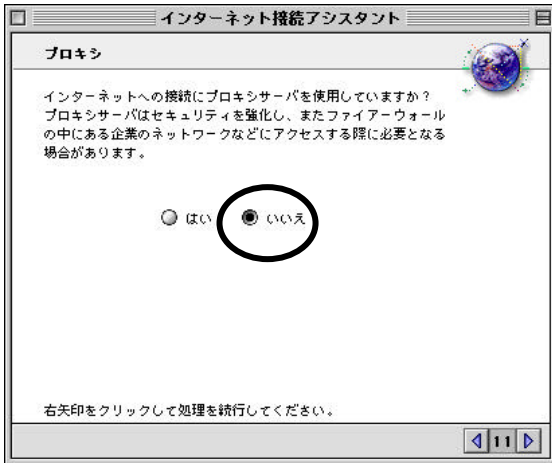 インターネット接続アシスタント
プロキシ
インターネットへの接続にプロキシサーバを使用していますか？
プロキシサーバはセキュリティを強化し、またファイアーウォール
の中にある企業のネットワークなどにアクセスする際に必要となる
場合があります。
はい いいえ
右矢印をクリックして処理を続行してください。
11